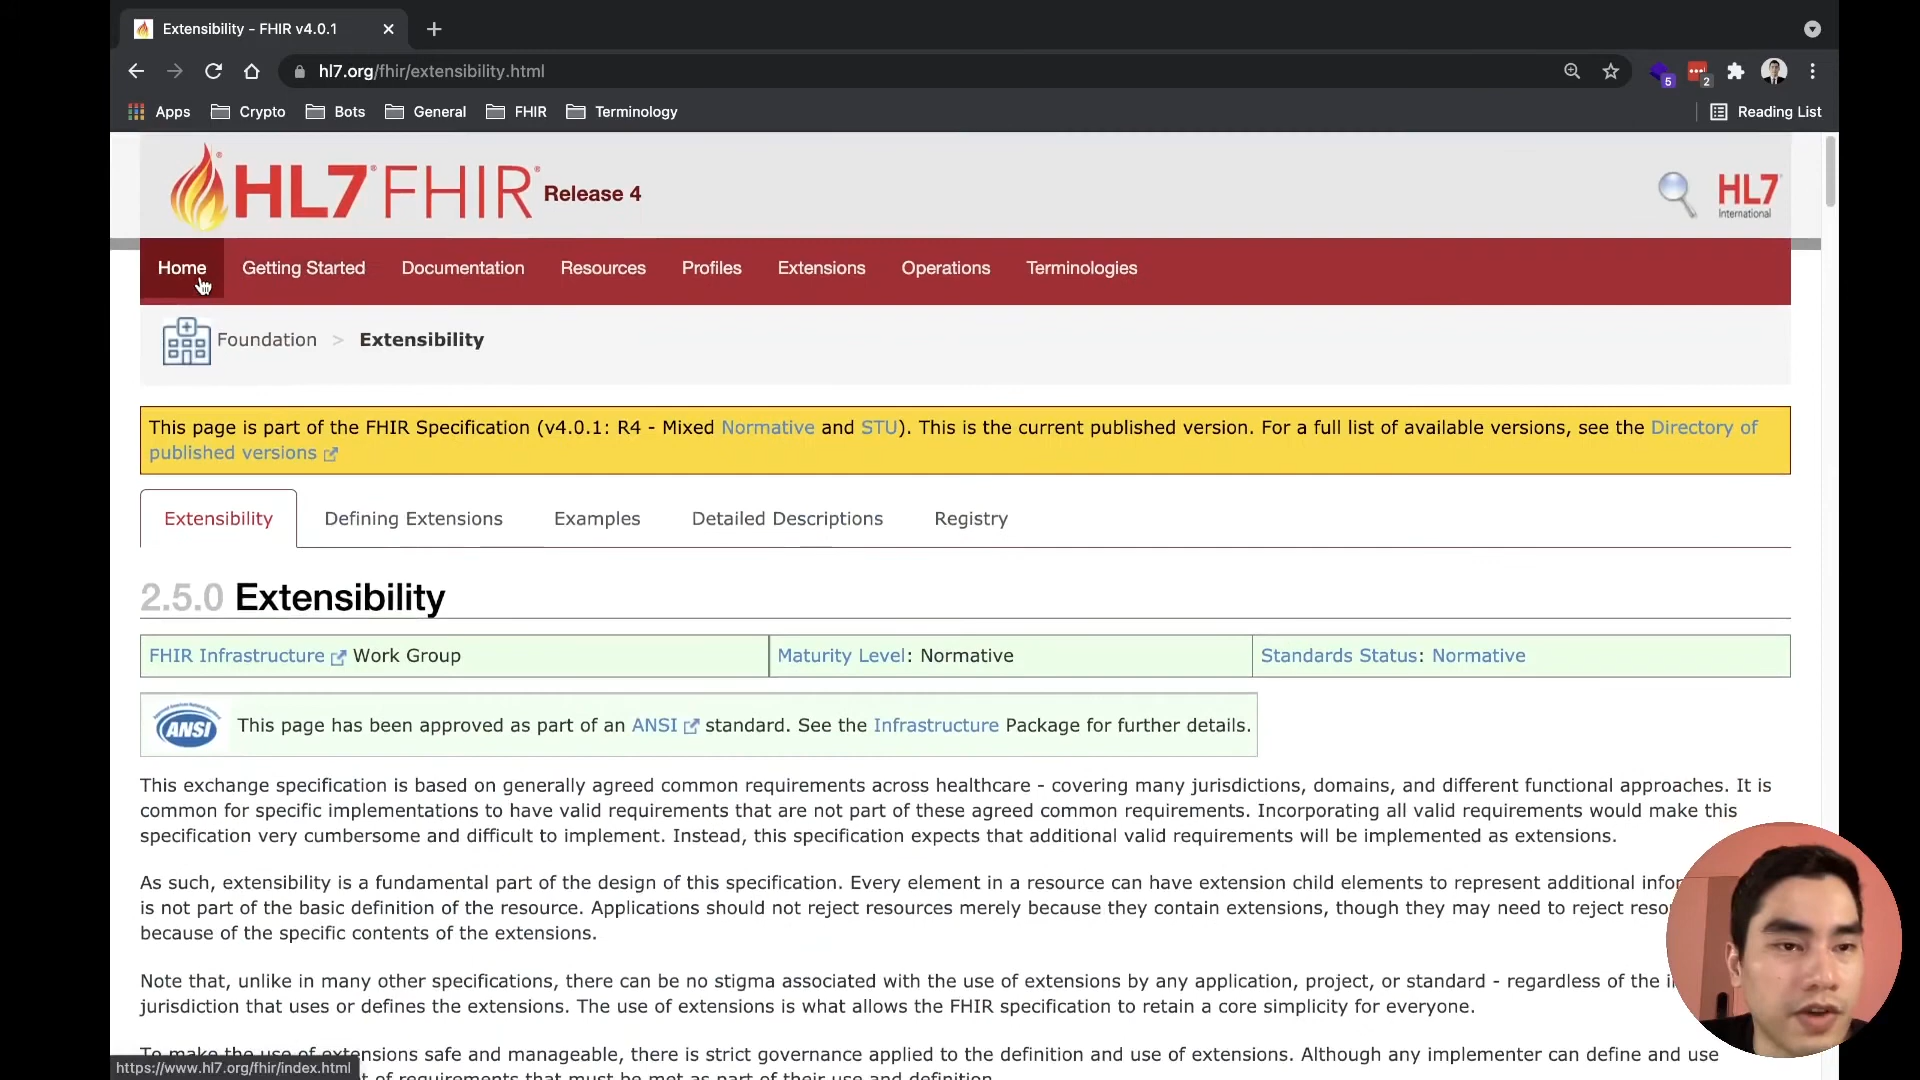 Extensibility - FHIR v4.0.1
hl7.org/fhir/extensibility.html
5
2
Apps Crypto Bots General FHIR Terminology Reading List
HL7 FHIR Release 4
HL7 International
Home Getting Started Documentation Resources Profiles Extensions Operations Terminologies
Foundation > Extensibility
This page is part of the FHIR Specification (v4.0.1: R4 - Mixed Normative and STU). This is the current published version. For a full list of available versions, see the Directory of
published versions
Extensibility Defining Extensions Examples Detailed Descriptions Registry
2.5.0 Extensibility
FHIR Infrastructure Work Group Maturity Level: Normative Standards Status: Normative
ANSI This page has been approved as part of an ANSI standard. See the Infrastructure Package for further details.
This exchange specification is based on generally agreed common requirements across healthcare - covering many jurisdictions, domains, and different functional approaches. It is
common for specific implementations to have valid requirements that are not part of these agreed common requirements. Incorporating all valid requirements would make this
specification very cumbersome and difficult to implement. Instead, this specification expects that additional valid requirements will be implemented as extensions.
As such, extensibility is a fundamental part of the design of this specification. Every element in a resource can have extension child elements to represent additional
is not part of the basic definition of the resource. Applications should not reject resources merely because they contain extensions, though they may need to reject
because of the specific contents of the extensions.
Note that, unlike in many other specifications, there can be no stigma associated with the use of extensions by any application, project, or standard - regardless of the
jurisdiction that uses or defines the extensions. The use of extensions is what allows the FHIR specification to retain a core simplicity for everyone.
To make the use of extensions safe and manageable, there is strict governance applied to the definition and use of extensions. Although any implementer can define and use
https://www.hl7.org/fhir/index.html
of requirements that must be met as part of their use and definition.